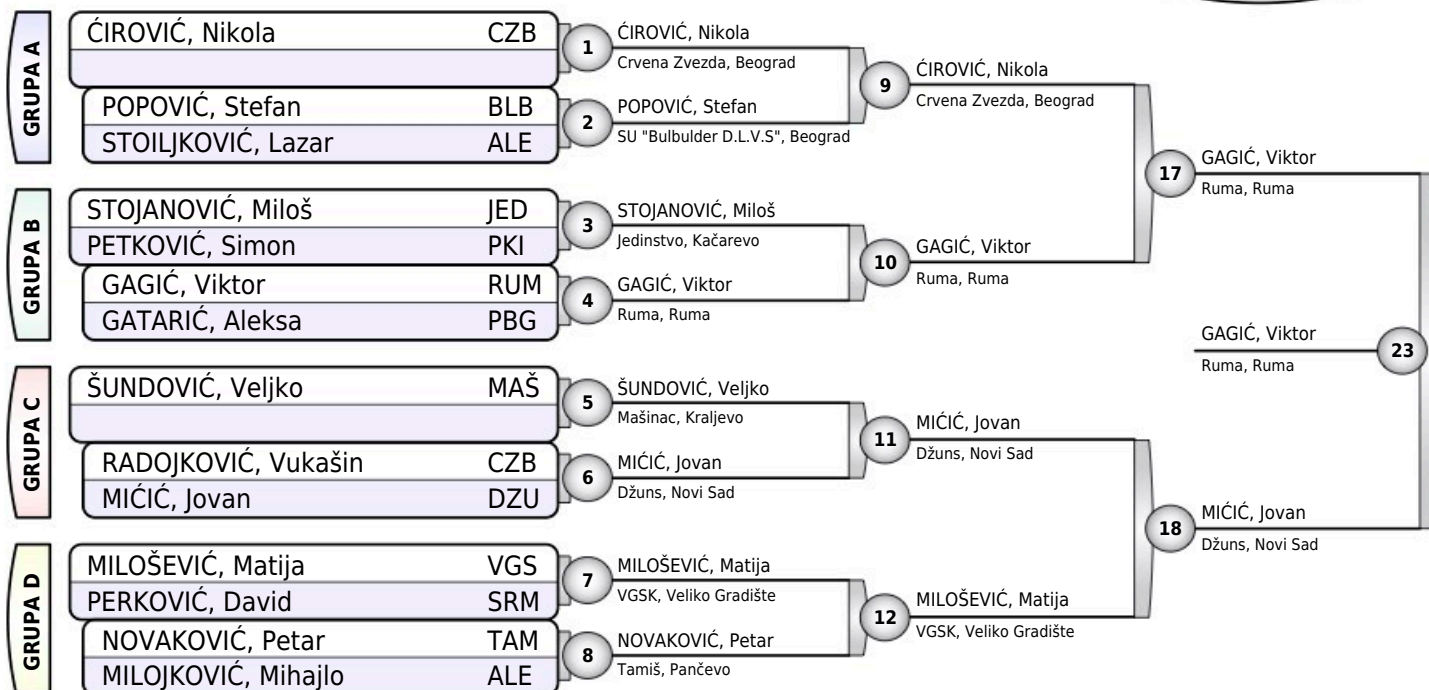 GRUPA A
ĆIROVIĆ, Nikola CZB
POPOVIĆ, Stefan BLB
STOILJKOVIĆ, Lazar ALE
GRUPA B
STOJANOVIĆ, Miloš JED
PETKOVIĆ, Simon PKI
GAGIĆ, Viktor RUM
GATARIĆ, Aleksa PBG
GRUPA C
ŠUNDOVIĆ, Veljko MAŠ
RADOJKOVIĆ, Vukašin CZB
MIĆIĆ, Jovan DZU
GRUPA D
MILOŠEVIĆ, Matija VGS
PERKOVIĆ, David SRM
NOVAKOVIĆ, Petar TAM
MILOJKOVIĆ, Mihajlo ALE
1 ĆIROVIĆ, Nikola
Crvena Zvezda, Beograd
2 POPOVIĆ, Stefan
SU "Bulbulder D.L.V.S", Beograd
3 STOJANOVIĆ, Miloš
Jedinstvo, Kačarevo
4 GAGIĆ, Viktor
Ruma, Ruma
5 ŠUNDOVIĆ, Veljko
Mašinac, Kraljevo
6 MIĆIĆ, Jovan
Džuns, Novi Sad
7 MILOŠEVIĆ, Matija
VGSK, Veliko Gradište
8 NOVAKOVIĆ, Petar
Tamiš, Pančevo
9 ĆIROVIĆ, Nikola
Crvena Zvezda, Beograd
10 GAGIĆ, Viktor
Ruma, Ruma
11 MIĆIĆ, Jovan
Džuns, Novi Sad
12 MILOŠEVIĆ, Matija
VGSK, Veliko Gradište
17 GAGIĆ, Viktor
Ruma, Ruma
18 MIĆIĆ, Jovan
Džuns, Novi Sad
GAGIĆ, Viktor 23
Ruma, Ruma